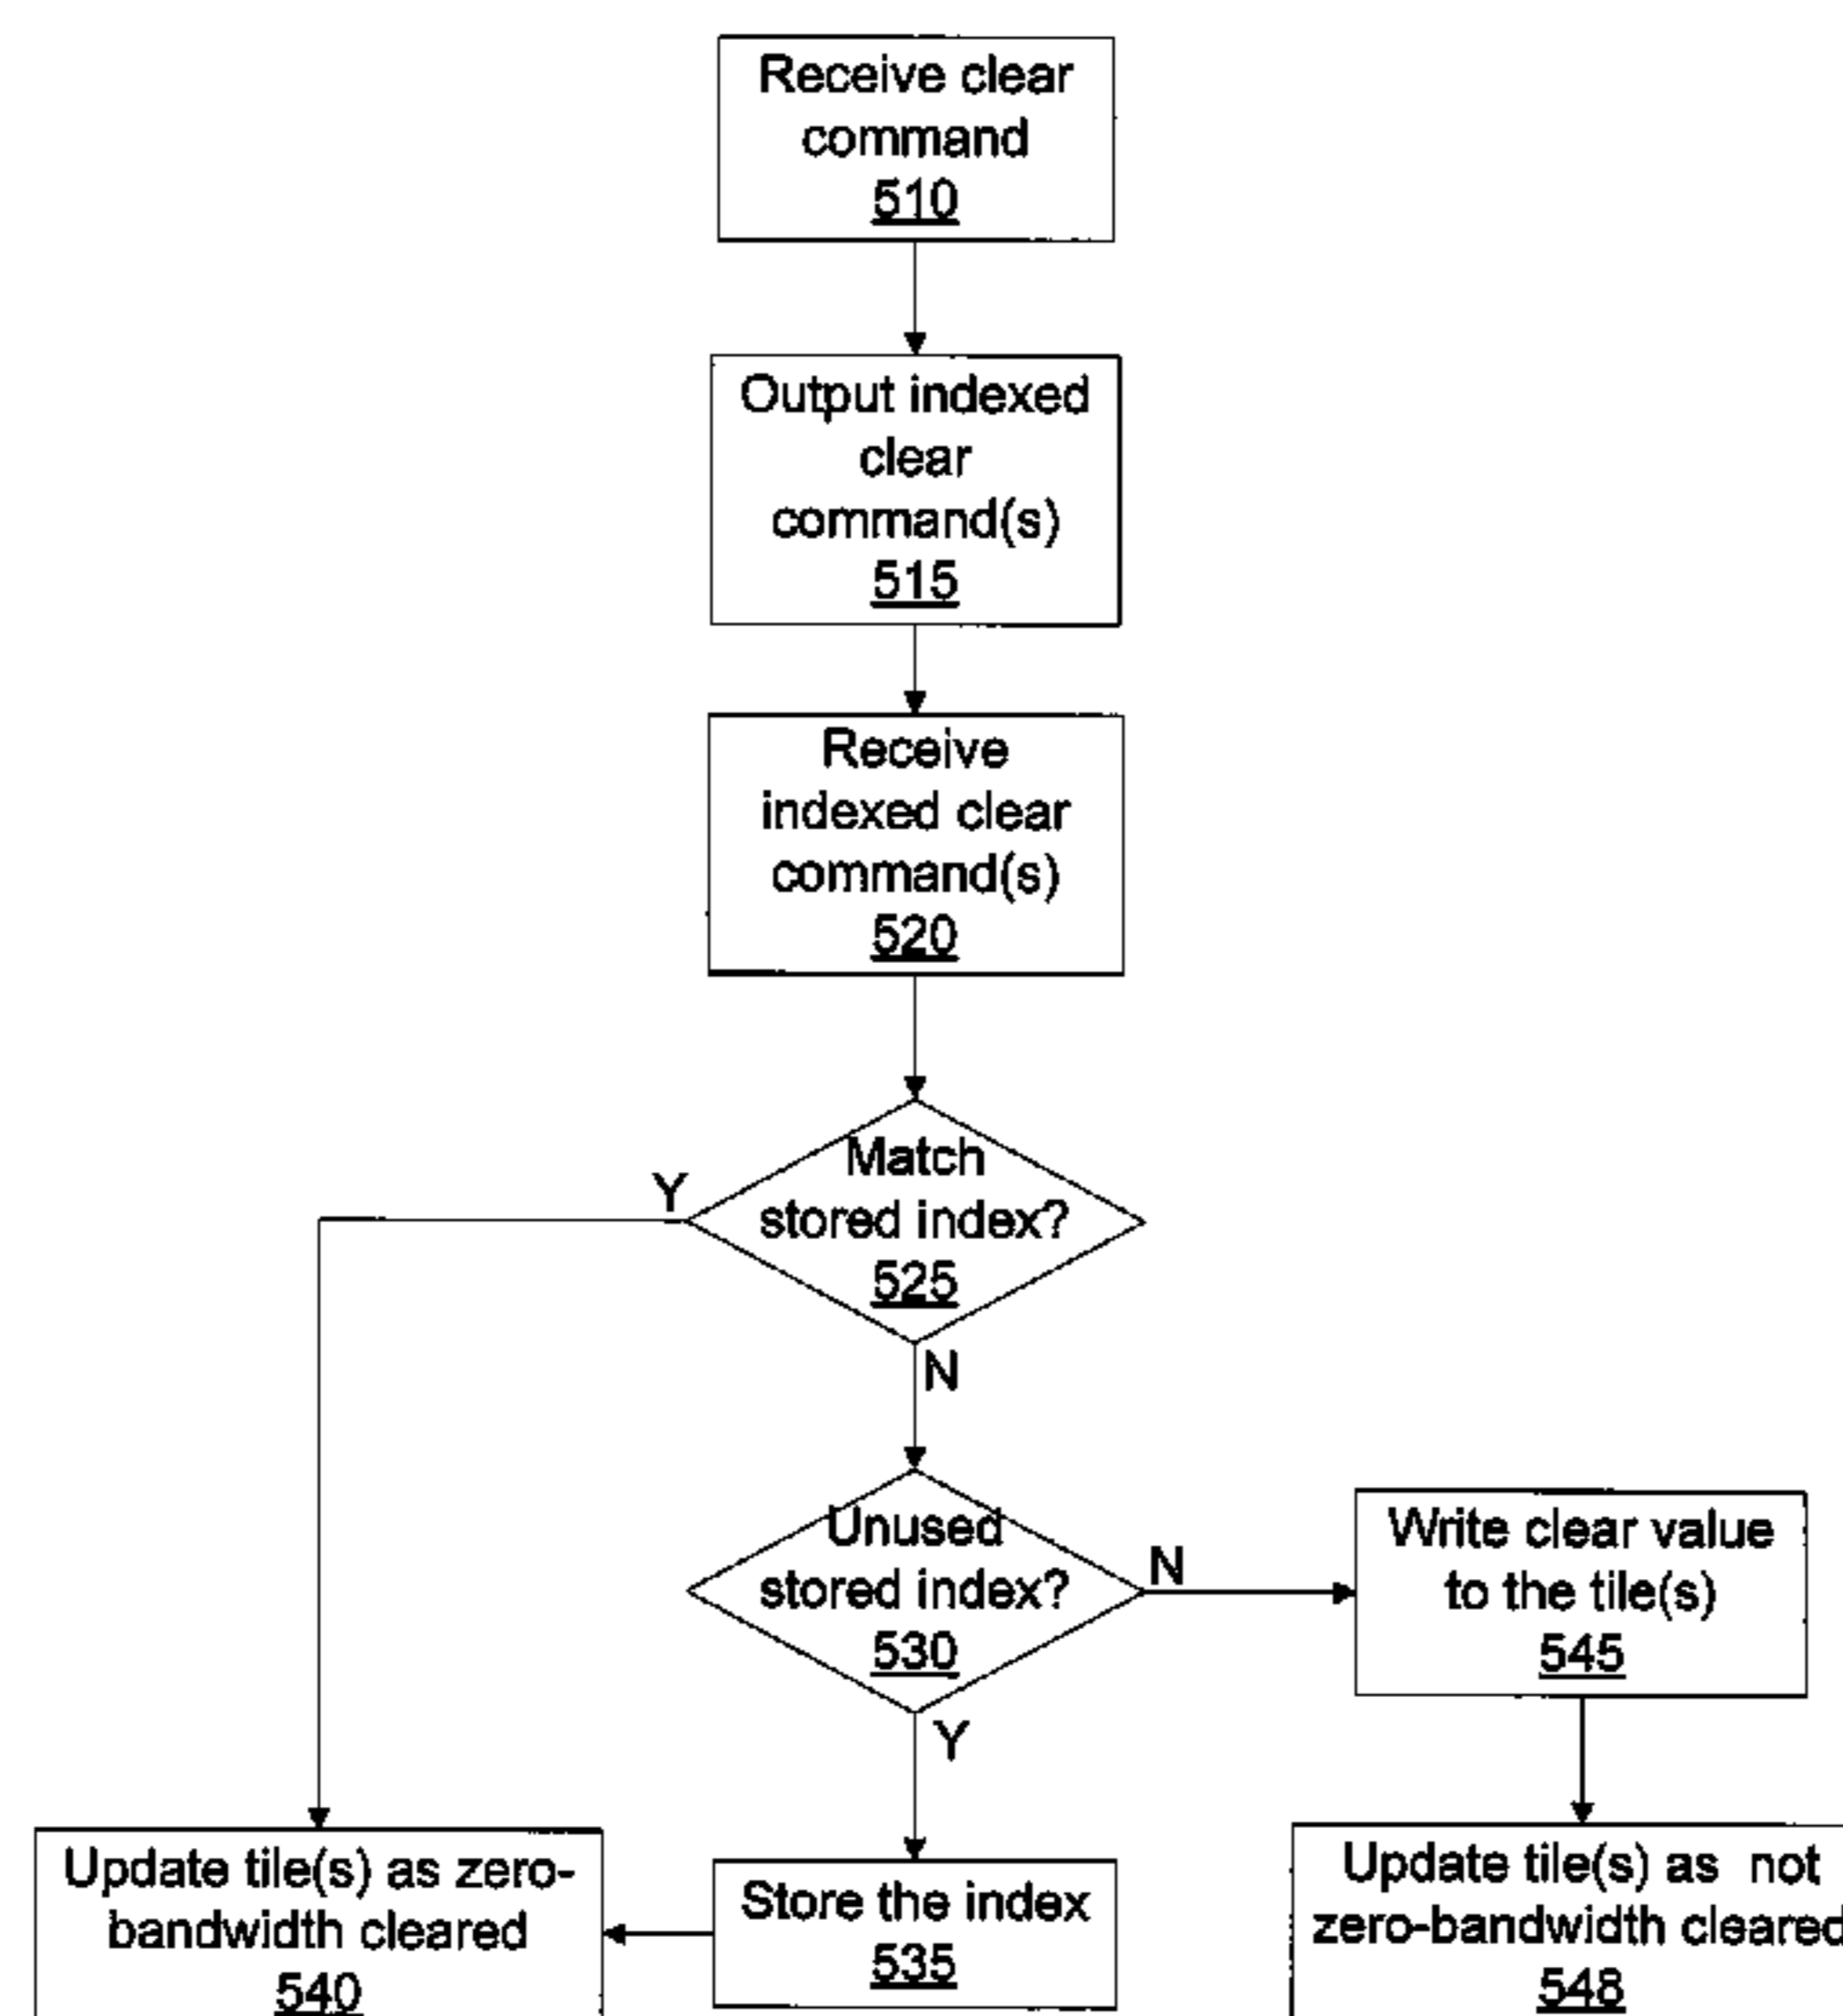 Receive clear
command
510
Output indexed
clear
command(s)
515
Receive
indexed clear
command(s)
520
Match
stored index?
525
Y
N
Unused
stored index?
530
N
Y
Write clear value
to the tile(s)
545
Update tile(s) as zero-
bandwidth cleared
540
Store the index
535
Update tile(s) as not
zero-bandwidth cleared
548